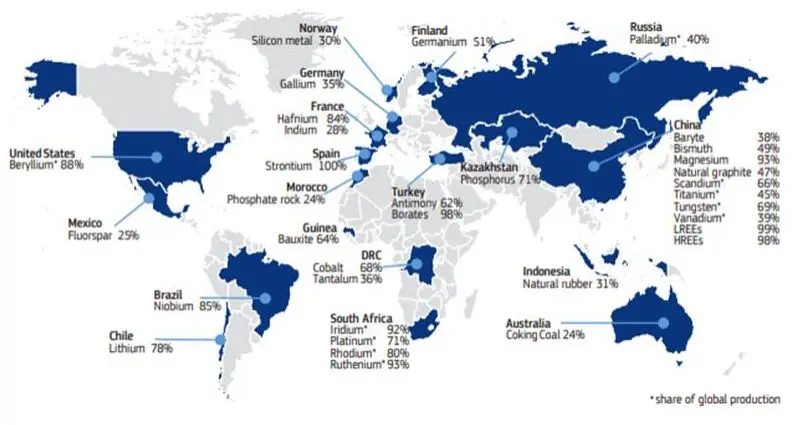 Norway
Silicon metal 30%
Finland
Germanium 51%
Russia
Palladium* 40%
Germany
Gallium 35%
France
Hafnium 84%
Indium 28%
Spain
Strontium 100%
Morocco
Phosphate rock 24%
United States
Beryllium* 88%
Mexico
Fluorspar 25%
Turkey
Antimony 62%
Borates 98%
Kazakhstan
Phosphorus 71%
China
Baryte 38%
Bismuth 49%
Magnesium 93%
Natural graphite 47%
Scandium* 66%
Titanium* 45%
Tungsten* 69%
Vanadium* 39%
LREEs 99%
HREEs 98%
Guinea
Bauxite 64%
DRC
Cobalt 68%
Tantalum 36%
Indonesia
Natural rubber 31%
Brazil
Niobium 85%
Chile
Lithium 78%
South Africa
Iridium* 92%
Platinum* 71%
Rhodium* 80%
Ruthenium* 93%
Australia
Coking Coal 24%
* share of global production